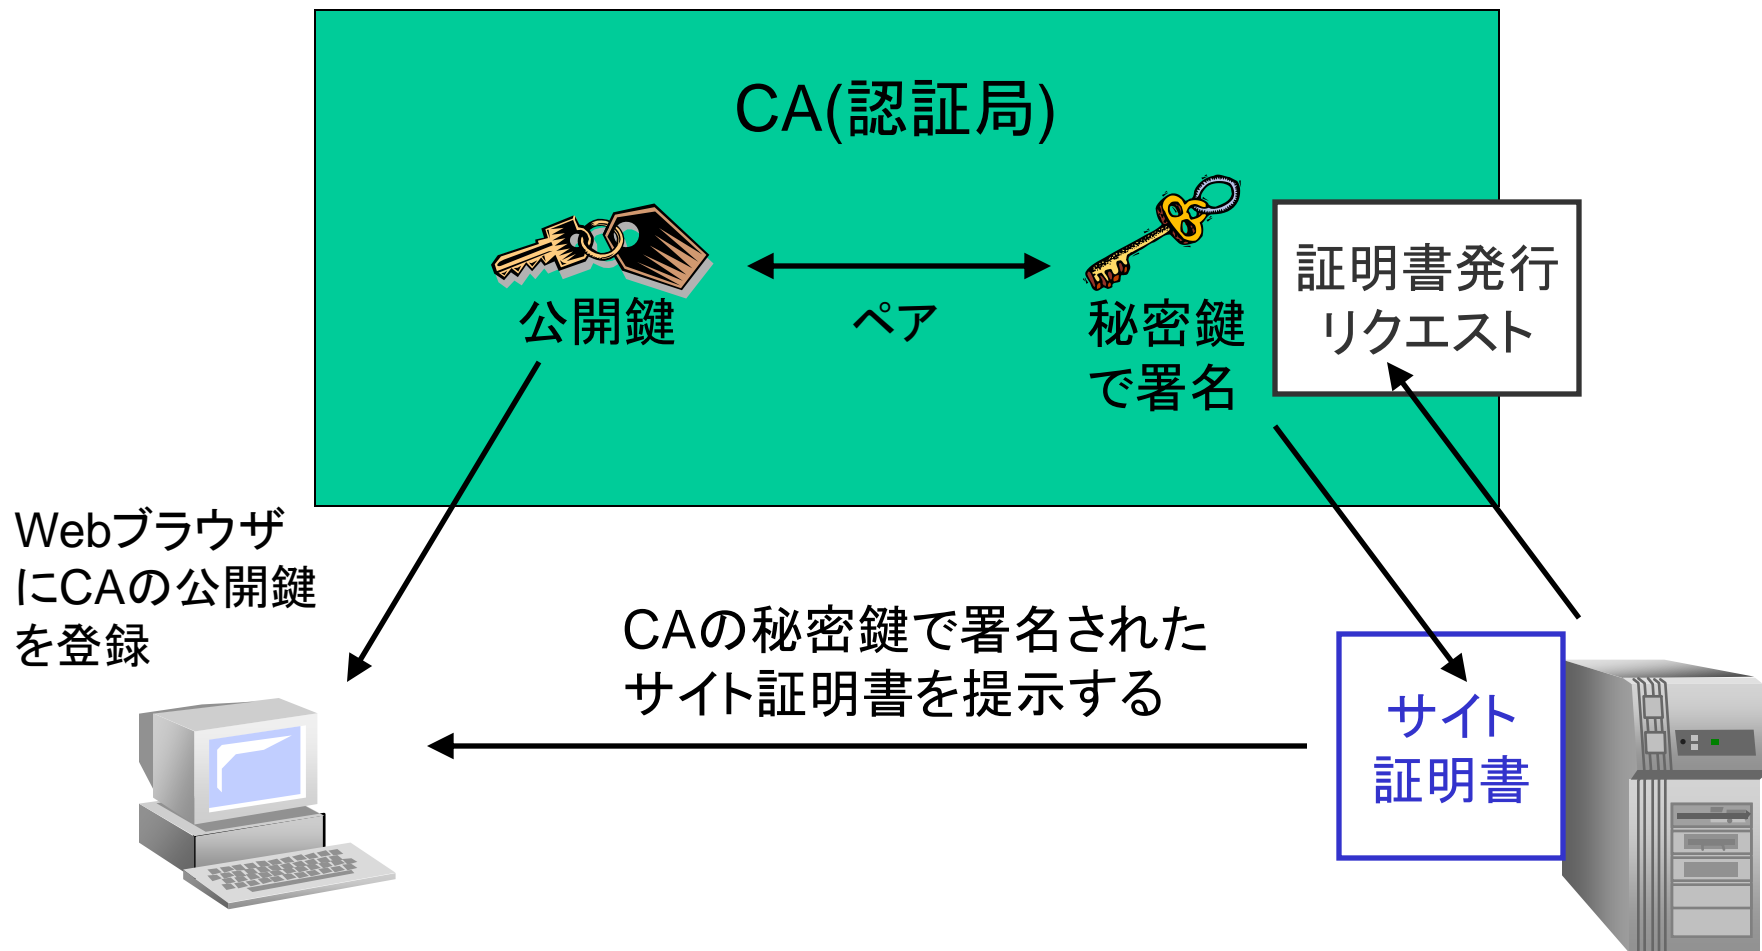 CA(認証局)
公開鍵
ペア
秘密鍵
で署名
証明書発行
リクエスト
Webブラウザ
にCAの公開鍵
を登録
CAの秘密鍵で署名された
サイト証明書を提示する
サイト
証明書